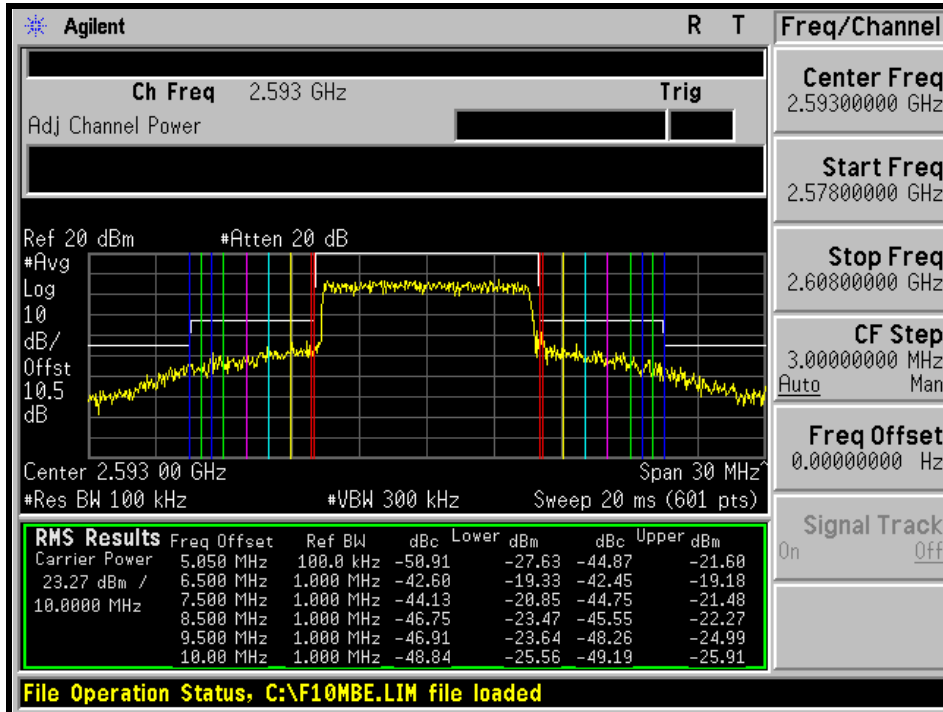 Agilent R T Freq/Channel
Ch Freq 2.593 GHz Trig
Adj Channel Power
Ref 20 dBm #Atten 20 dB
#Avg
Log
10
dB/
Offst
10.5
dB
Center 2.593 00 GHz Span 30 MHz^
#Res BW 100 kHz #VBW 300 kHz Sweep 20 ms (601 pts)
RMS Results Freq Offset Ref BW dBc Lower dBm dBc Upper dBm
Carrier Power 5.050 MHz 100.0 kHz -50.91 -27.63 -44.87 -21.60
23.27 dBm / 6.500 MHz 1.000 MHz -42.60 -19.33 -42.45 -19.18
10.0000 MHz 7.500 MHz 1.000 MHz -44.13 -20.85 -44.75 -21.48
8.500 MHz 1.000 MHz -46.75 -23.47 -45.55 -22.27
9.500 MHz 1.000 MHz -46.91 -23.64 -48.26 -24.99
10.00 MHz 1.000 MHz -48.84 -25.56 -49.19 -25.91
File Operation Status, C:\F10MBE.LIM file loaded
Center Freq
2.59300000 GHz
Start Freq
2.57800000 GHz
Stop Freq
2.60800000 GHz
CF Step
3.00000000 MHz
Auto Man
Freq Offset
0.00000000 Hz
Signal Track
On Off